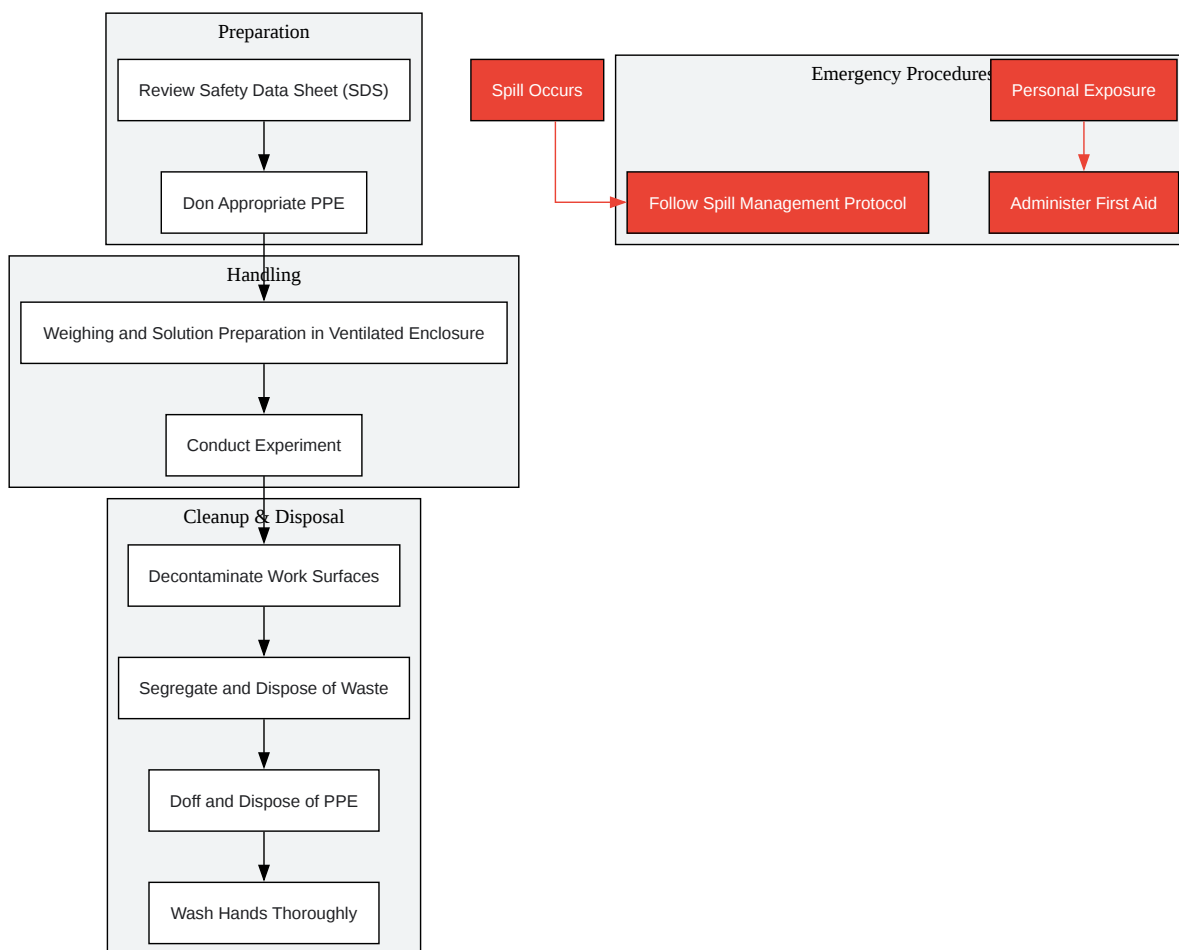 Preparation
Review Safety Data Sheet (SDS)
Don Appropriate PPE
Handling
Weighing and Solution Preparation in Ventilated Enclosure
Conduct Experiment
Cleanup & Disposal
Decontaminate Work Surfaces
Segregate and Dispose of Waste
Doff and Dispose of PPE
Wash Hands Thoroughly
Spill Occurs
Emergency Procedures
Personal Exposure
Follow Spill Management Protocol
Administer First Aid